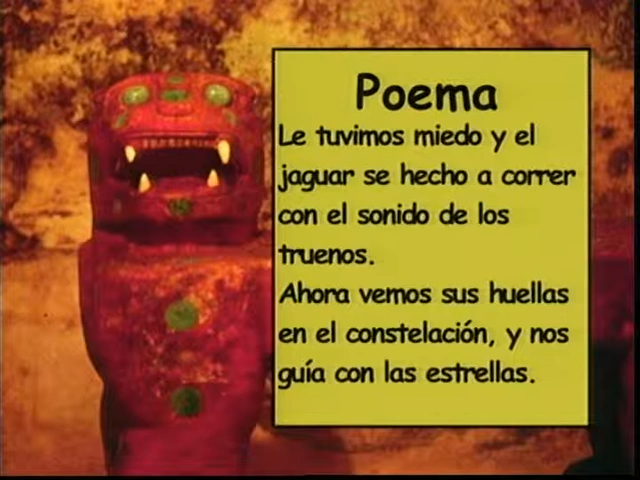 Poema
Le tuvimos miedo y el
jaguar se hecho a correr
con el sonido de los
truenos.
Ahora vemos sus huellas
en el constelación, y nos
guía con las estrellas.